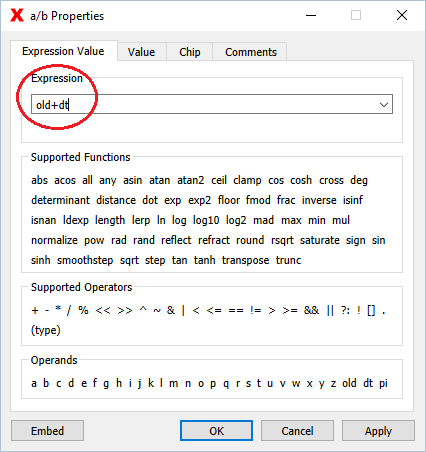 a/b Properties
Expression Value Value Chip Comments
Expression
old+dt
Supported Functions
abs acos all any asin atan atan2 ceil clamp cos cosh cross deg
determinant distance dot exp exp2 floor fmod frac inverse isinf
isnan ldexp length lerp ln log log10 log2 mad max min mul
normalize pow rad rand reflect refract round rsqrt saturate sign sin
sinh smoothstep sqrt step tan tanh transpose trunc
Supported Operators
+ - * / % << >> ^ ~ & | < <= == != > >= && || ?: ! [] .
(type)
Operands
a b c d e f g h i j k l m n o p q r s t u v w x y z old dt pi
Embed OK Cancel Apply